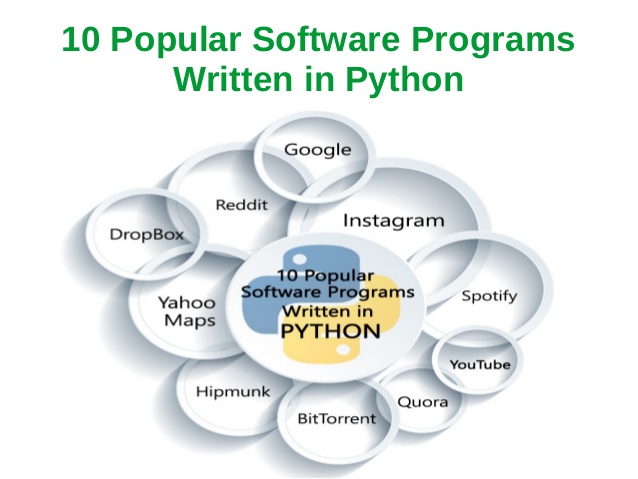 10 Popular Software Programs
Written in Python
Google
Reddit
Instagram
DropBox
10 Popular
Software Programs
Written in
PYTHON
Spotify
Yahoo
Maps
YouTube
Hipmunk
Quora
BitTorrent